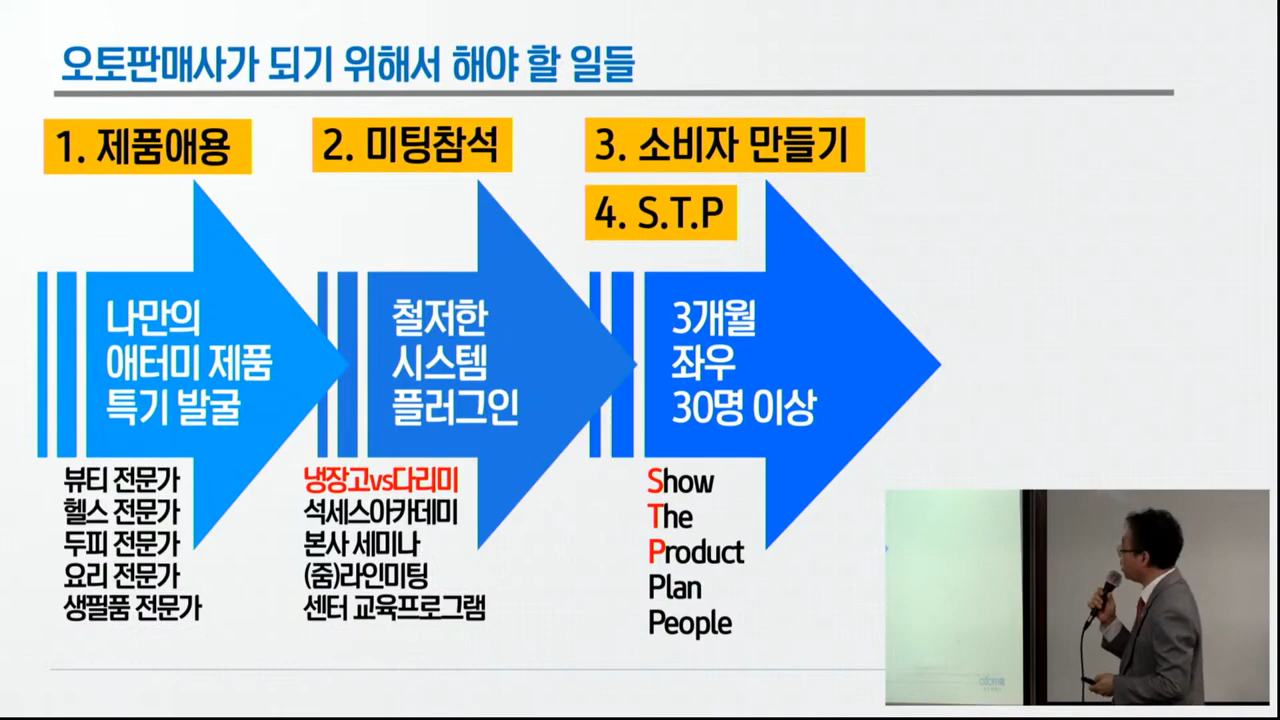 오토판매사가 되기 위해서 해야 할 일들
1. 제품애용
나만의
애터미 제품
특기 발굴
뷰티 전문가
헬스 전문가
두피 전문가
요리 전문가
생필품 전문가
2. 미팅참석
철저한
시스템
플러그인
냉장고vs다리미
석세스아카데미
본사 세미나
(줌)라인미팅
센터 교육프로그램
3. 소비자 만들기
4. S.T.P
3개월
좌우
30명 이상
Show
The
Product
Plan
People